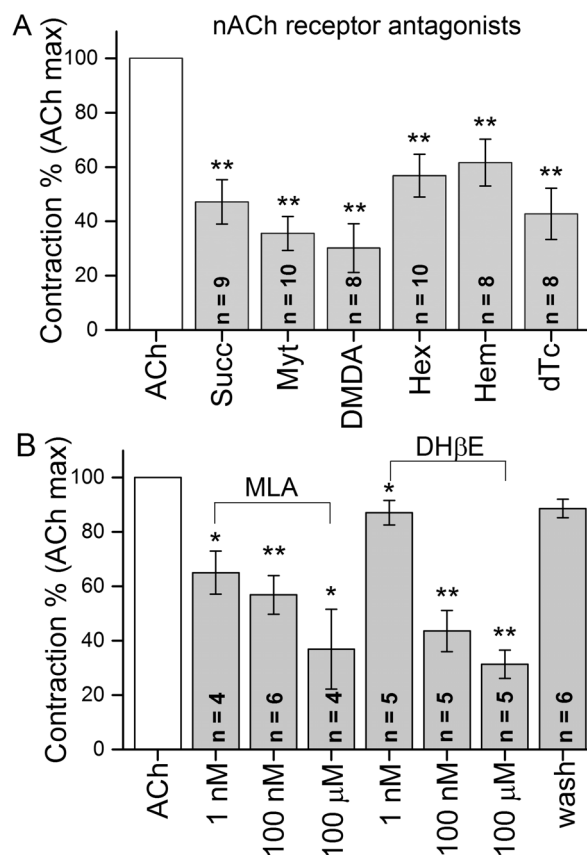 A
nACh receptor antagonists
Contraction % (ACh max)
100
80
60
40
20
0
**
**
**
**
**
**
n = 9
n = 10
n = 8
n = 10
n = 8
n = 8
ACh
Succ
Myt
DMDA
Hex
Hem
dTc
B
Contraction % (ACh max)
100
80
60
40
20
0
MLA
DHβE
*
**
*
*
**
**
n = 4
n = 6
n = 4
n = 5
n = 5
n = 5
n = 6
ACh
1 nM
100 nM
100 μM
1 nM
100 nM
100 μM
wash